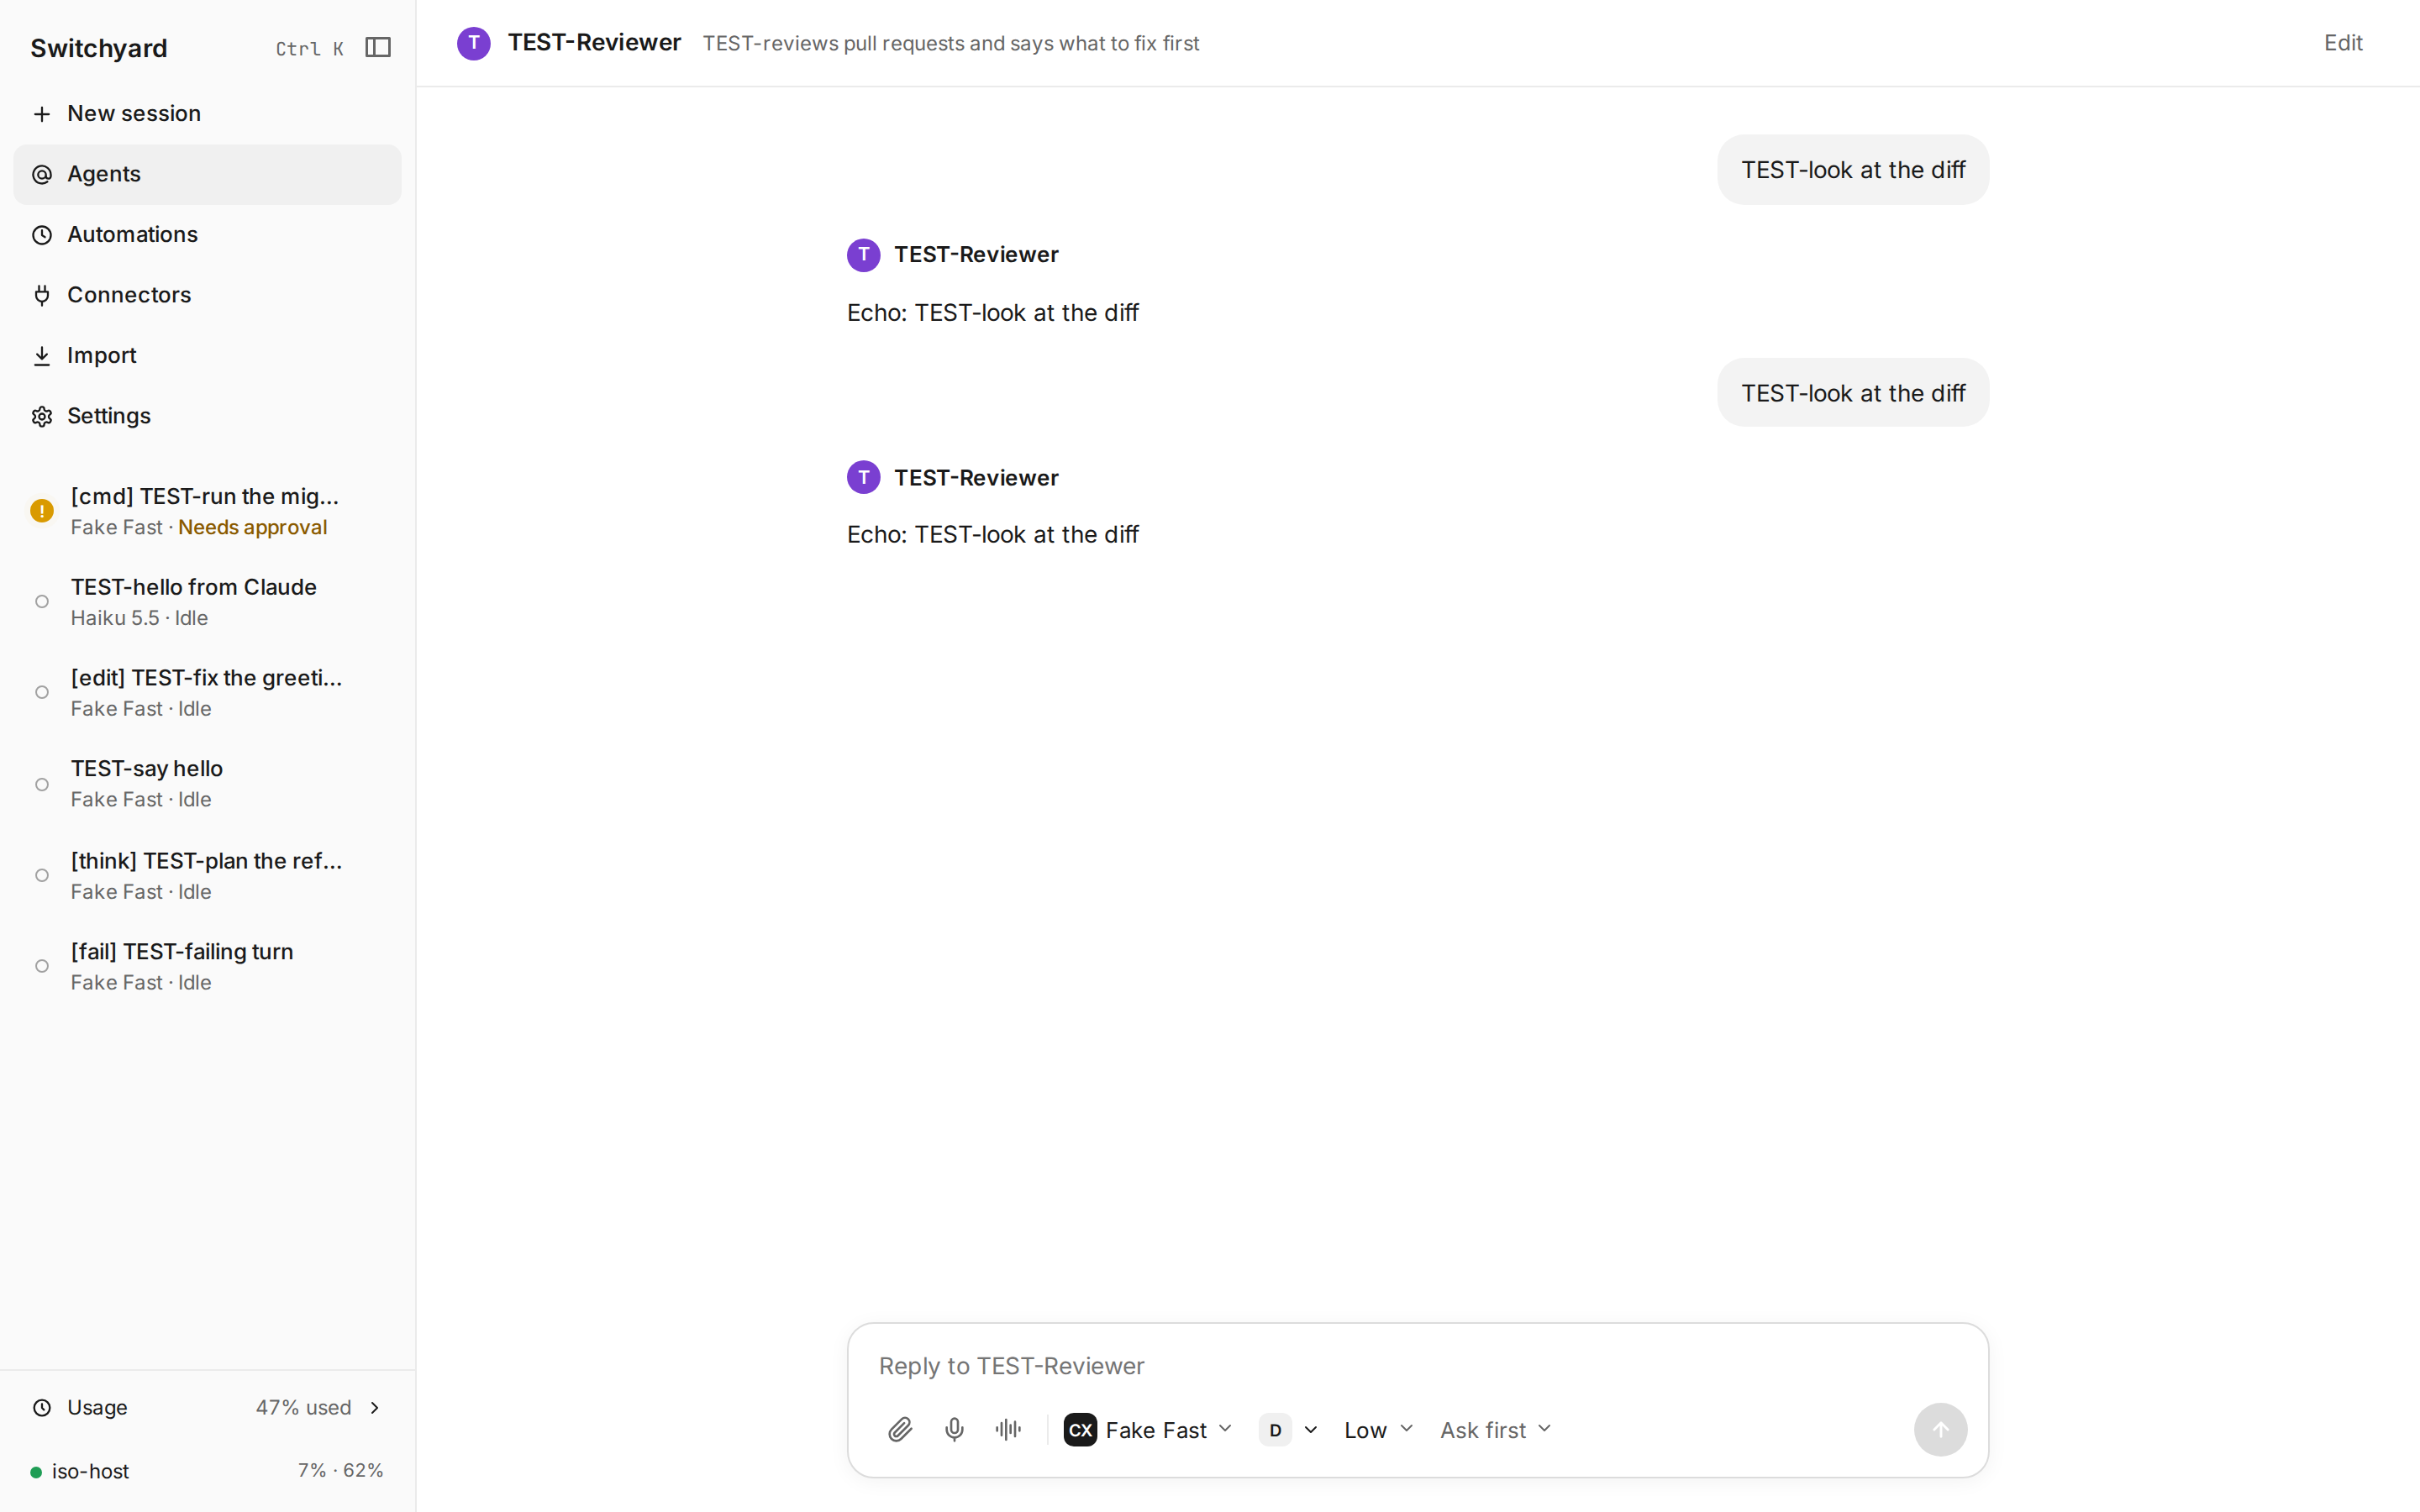 Switchyard
Ctrl K
New session
Agents
Automations
Connectors
Import
Settings
[cmd] TEST-run the mig...
Fake Fast · Needs approval
TEST-hello from Claude
Haiku 5.5 · Idle
[edit] TEST-fix the greeti...
Fake Fast · Idle
TEST-say hello
Fake Fast · Idle
[think] TEST-plan the ref...
Fake Fast · Idle
[fail] TEST-failing turn
Fake Fast · Idle
Usage 47% used
iso-host 7% · 62%
T TEST-Reviewer TEST-reviews pull requests and says what to fix first Edit
TEST-look at the diff
T TEST-Reviewer
Echo: TEST-look at the diff
TEST-look at the diff
T TEST-Reviewer
Echo: TEST-look at the diff
Reply to TEST-Reviewer
CX Fake Fast D Low Ask first